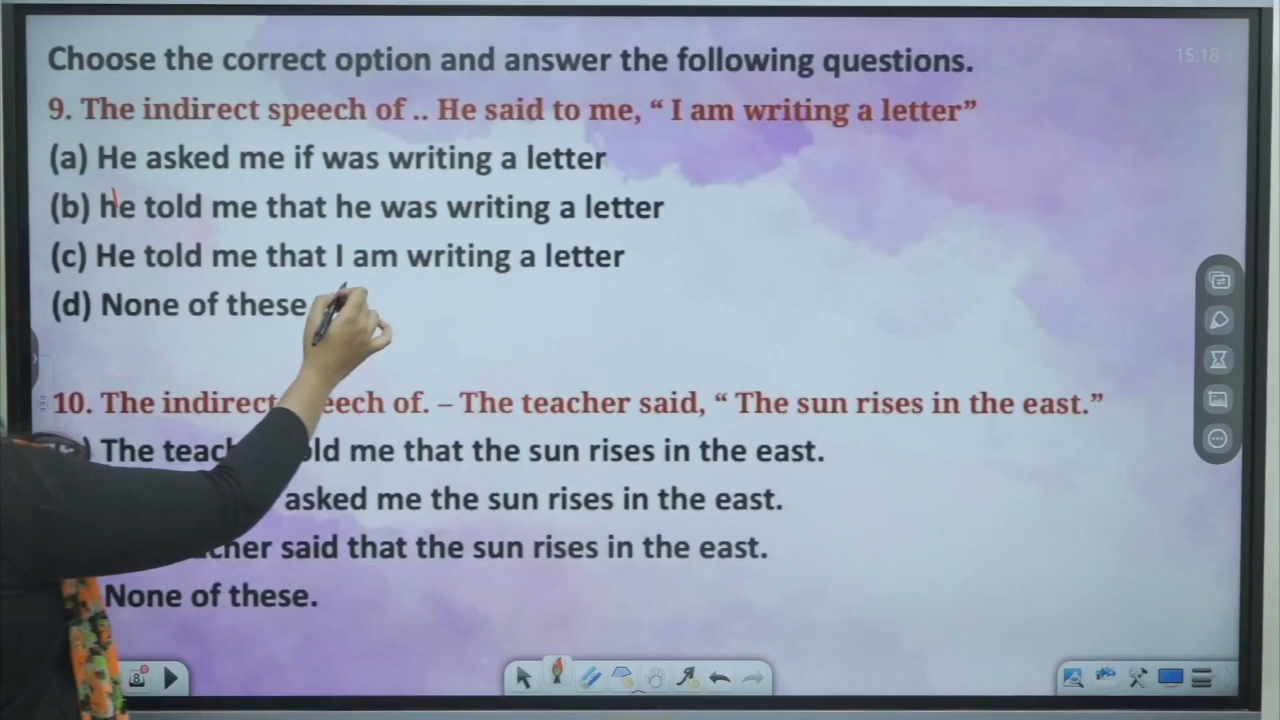 Choose the correct option and answer the following questions.
15:18
9. The indirect speech of .. He said to me, “ I am writing a letter”
(a) He asked me if was writing a letter
(b) he told me that he was writing a letter
(c) He told me that I am writing a letter
(d) None of these
10. The indirect of. – The teacher said, “ The sun rises in the east.”
The me that the sun rises in the east.
asked me the sun rises in the east.
said that the sun rises in the east.
None of these.